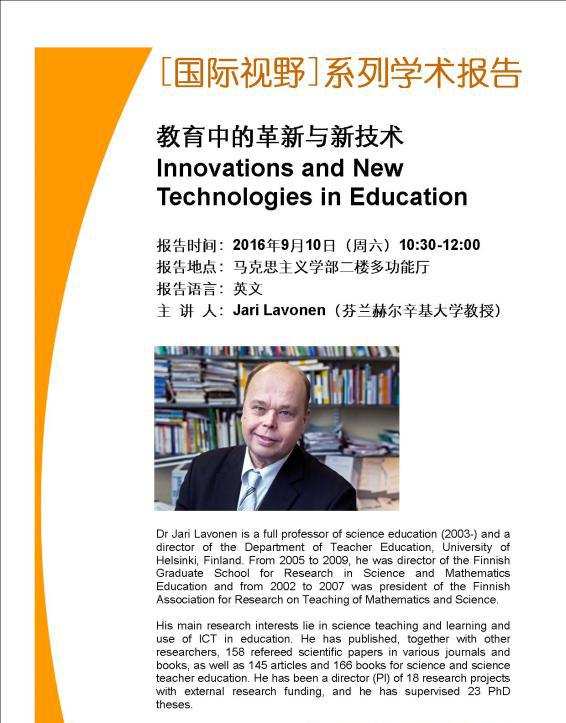 [国际视野]系列学术报告
教育中的革新与新技术
Innovations and New
Technologies in Education
报告时间：2016年9月10日（周六）10:30-12:00
报告地点：马克思主义学部二楼多功能厅
报告语言：英文
主 讲 人：Jari Lavonen（芬兰赫尔辛基大学教授）
Dr Jari Lavonen is a full professor of science education (2003-) and a
director of the Department of Teacher Education, University of
Helsinki, Finland. From 2005 to 2009, he was director of the Finnish
Graduate School for Research in Science and Mathematics
Education and from 2002 to 2007 was president of the Finnish
Association for Research on Teaching of Mathematics and Science.
His main research interests lie in science teaching and learning and
use of ICT in education. He has published, together with other
researchers, 158 refereed scientific papers in various journals and
books, as well as 145 articles and 166 books for science and science
teacher education. He has been a director (PI) of 18 research projects
with external research funding, and he has supervised 23 PhD
theses.